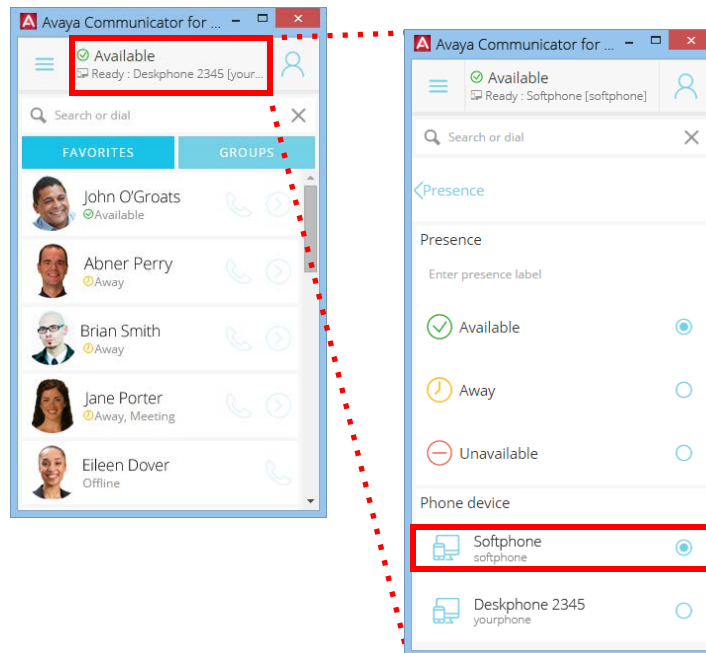 Avaya Communicator for ...
Available
Ready : Deskphone 2345 [your...
Search or dial
FAVORITES
GROUPS
John O'Groats
Available
Abner Perry
Away
Brian Smith
Away
Jane Porter
Away, Meeting
Eileen Dover
Offline
Avaya Communicator for ...
Available
Ready : Softphone [softphone]
Search or dial
Presence
Presence
Enter presence label
Available
Away
Unavailable
Phone device
Softphone
softphone
Deskphone 2345
yourphone